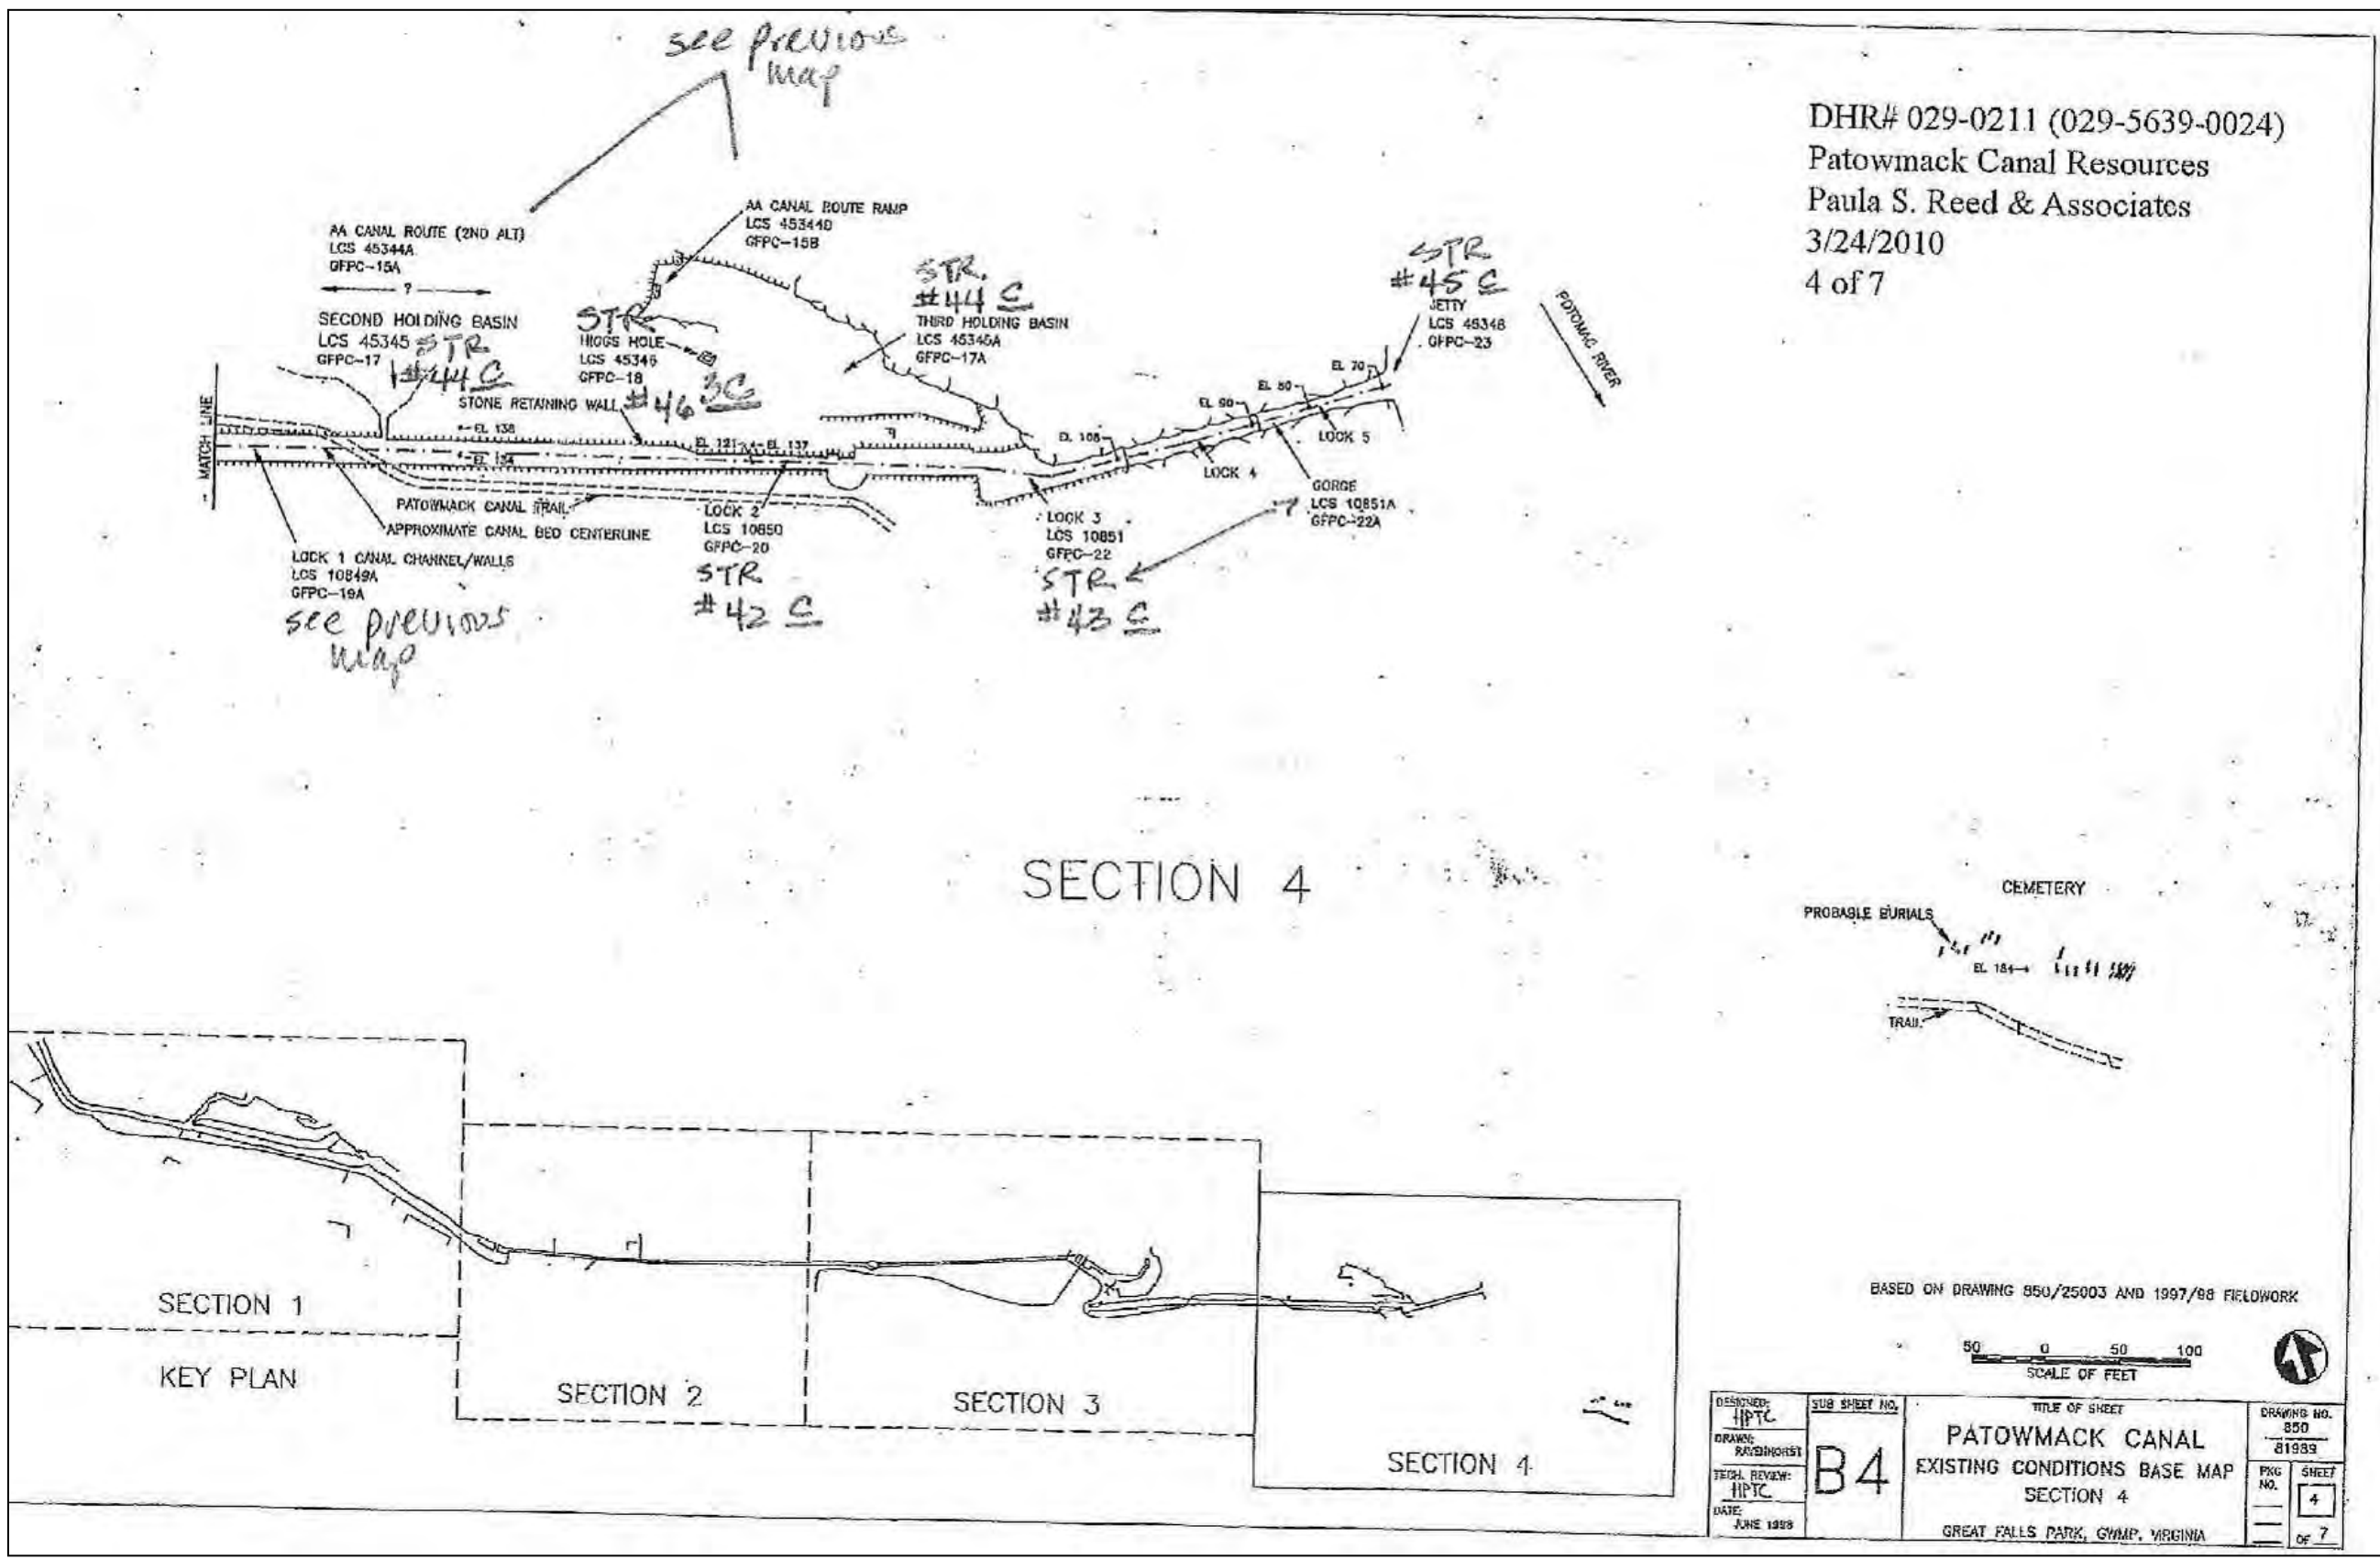 see previous
map
DHR# 029-0211 (029-5639-0024)
Patowmack Canal Resources
Paula S. Reed & Associates
3/24/2010
4 of 7
AA CANAL ROUTE (2ND ALT)
LCS 45344A
GFPC-15A
?
AA CANAL ROUTE RAMP
LCS 45344B
GFPC-15B
SECOND HOLDING BASIN
LCS 45345
GFPC-17
STR
#44 C
STR
HIGGS HOLE
LCS 45346
GFPC-18
#46
STR.
#44 C
THIRD HOLDING BASIN
LCS 45345A
GFPC-17A
STR
#45 C
JETTY
LCS 45348
GFPC-23
POTOMAC RIVER
MATCH LINE
STONE RETAINING WALL
EL 138
EL 134
EL 121
EL 137
EL 108
EL 90
EL 80
EL 70
LOCK 5
LOCK 4
GORGE
LCS 10851A
GFPC-22A
?
PATOWMACK CANAL TRAIL
APPROXIMATE CANAL BED CENTERLINE
LOCK 1 CANAL CHANNEL/WALLS
LCS 10849A
GFPC-19A
see previous
map
LOCK 2
LCS 10850
GFPC-20
STR
#42 C
LOCK 3
LCS 10851
GFPC-22
STR
#43 C
SECTION 4
CEMETERY
PROBABLE BURIALS
EL 184
TRAIL
SECTION 1
KEY PLAN
SECTION 2
SECTION 3
SECTION 4
BASED ON DRAWING 850/25003 AND 1997/98 FIELDWORK
50 0 50 100
SCALE OF FEET
DESIGNED:
HPTC
DRAWN:
RAVENHORST
TECH. REVIEW:
HPTC
DATE:
JUNE 1998
SUB SHEET NO.
B4
TITLE OF SHEET
PATOWMACK CANAL
EXISTING CONDITIONS BASE MAP
SECTION 4
GREAT FALLS PARK, GWMP, VIRGINIA
DRAWING NO.
850
81989
PKG
NO.
SHEET
4
OF 7